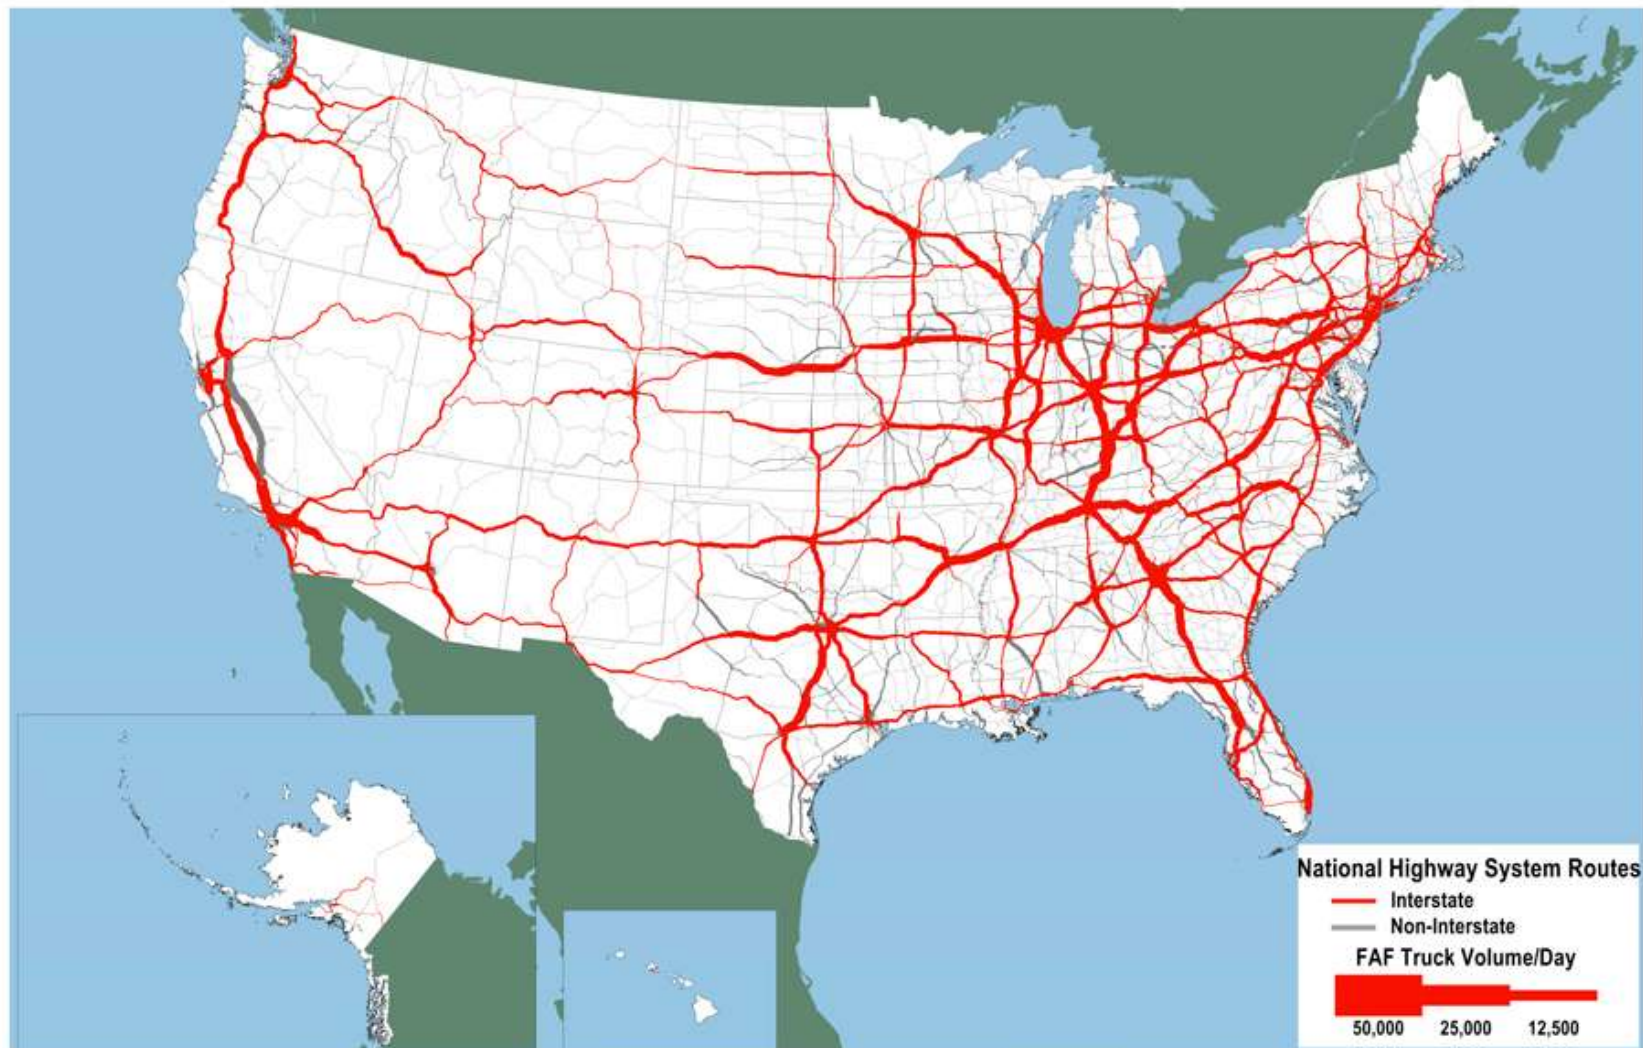 National Highway System Routes
Interstate
Non-Interstate
FAF Truck Volume/Day
50,000 25,000 12,500